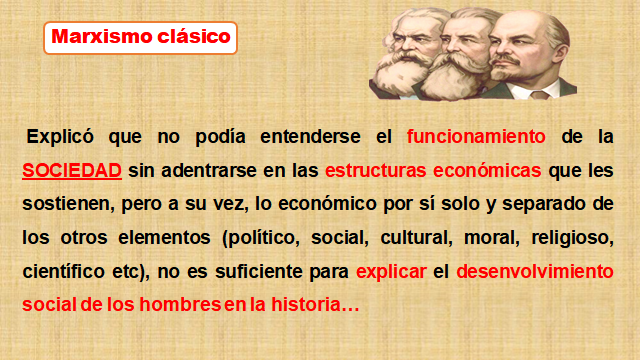 Marxismo clásico
Explicó que no podía entenderse el funcionamiento de la
SOCIEDAD sin adentrarse en las estructuras económicas que les
sostienen, pero a su vez, lo económico por sí solo y separado de
los otros elementos (político, social, cultural, moral, religioso,
científico etc), no es suficiente para explicar el desenvolvimiento
social de los hombres en la historia…